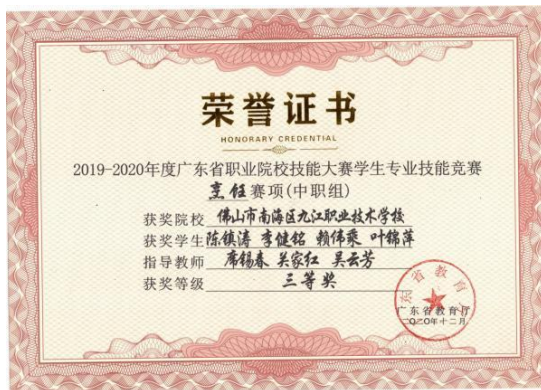 荣誉证书
HONORARY CREDENTIAL
2019-2020年度广东省职业院校技能大赛学生专业技能竞赛
烹饪赛项(中职组)
获奖院校 佛山市南海区九江职业技术学校
获奖学生 陈镇涛 李健铭 赖伟乘 叶锦萍
指导教师 席锡春 关家红 吴云芳
获奖等级 三等奖
广东省教育厅
二〇二〇年十二月